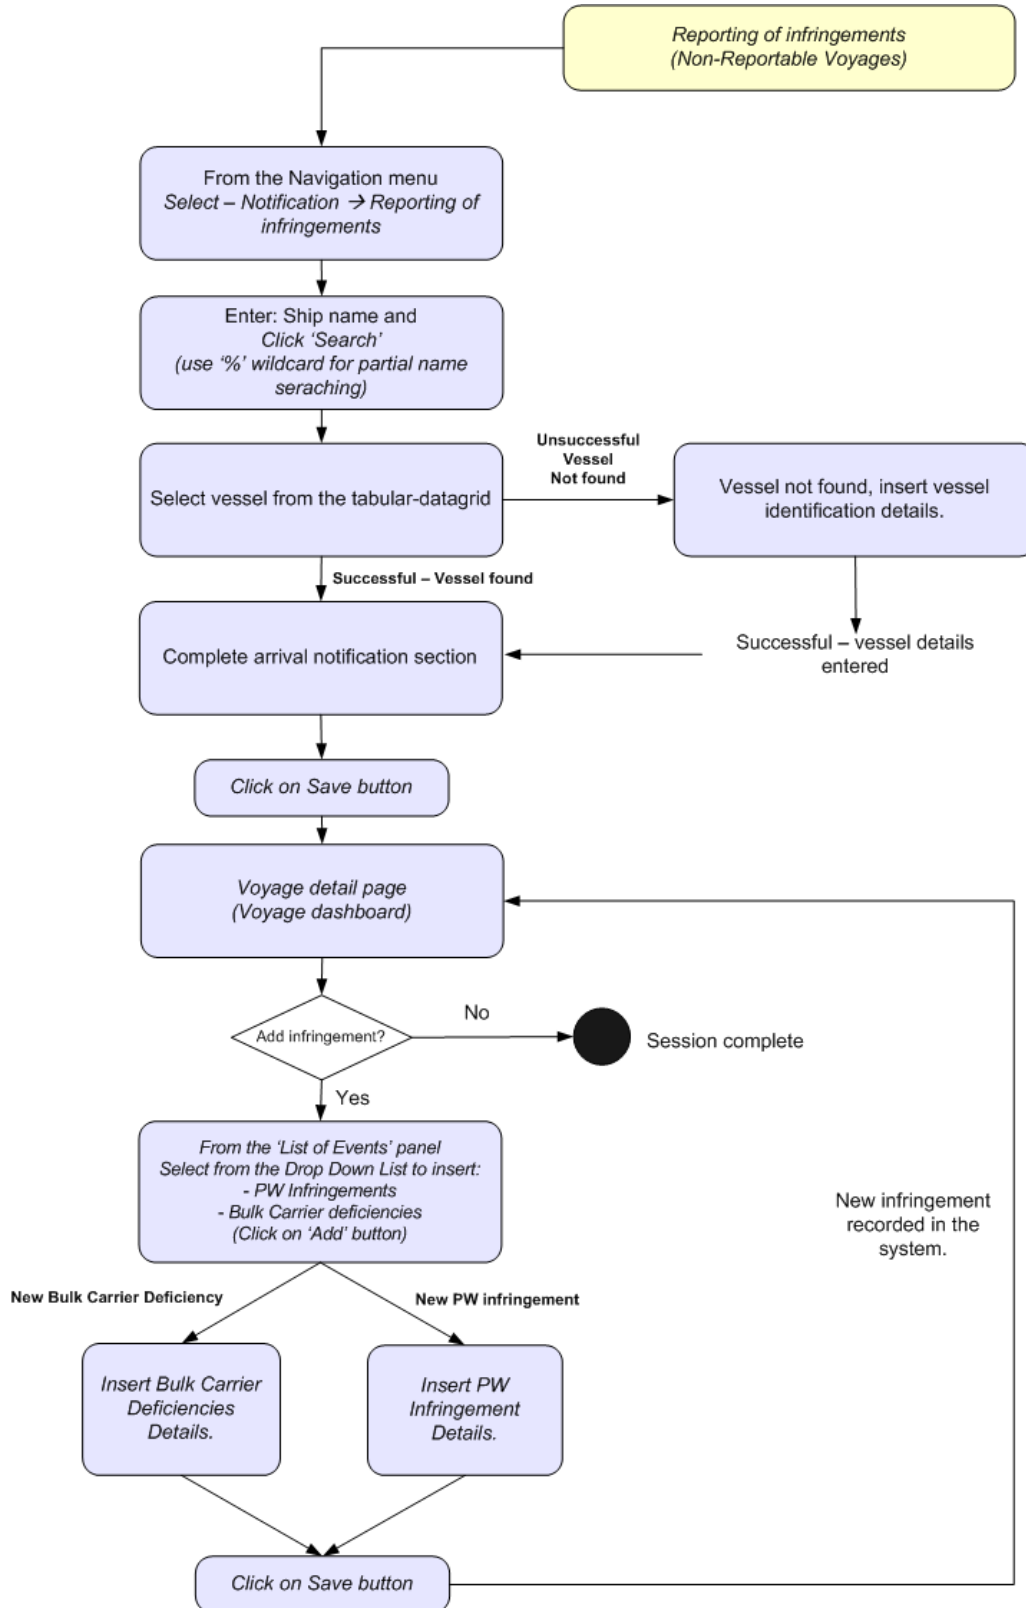 Reporting of infringements
(Non-Reportable Voyages)
From the Navigation menu
Select – Notification → Reporting of
infringements
Enter: Ship name and
Click ‘Search’
(use ‘%’ wildcard for partial name
seraching)
Select vessel from the tabular-datagrid
Unsuccessful
Vessel
Not found
Vessel not found, insert vessel
identification details.
Successful – Vessel found
Successful – vessel details
entered
Complete arrival notification section
Click on Save button
Voyage detail page
(Voyage dashboard)
Add infringement?
No
Session complete
Yes
From the ‘List of Events’ panel
Select from the Drop Down List to insert:
- PW Infringements
- Bulk Carrier deficiencies
(Click on ‘Add’ button)
New infringement
recorded in the
system.
New Bulk Carrier Deficiency
New PW infringement
Insert Bulk Carrier
Deficiencies
Details.
Insert PW
Infringement
Details.
Click on Save button